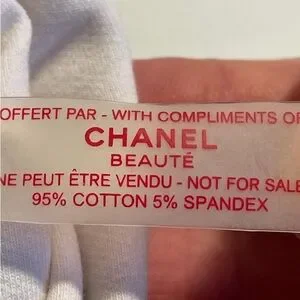 OFFERT PAR - WITH COMPLIMENTS OF
CHANEL
BEAUTÉ
NE PEUT ÊTRE VENDU - NOT FOR SALE
95% COTTON 5% SPANDEX